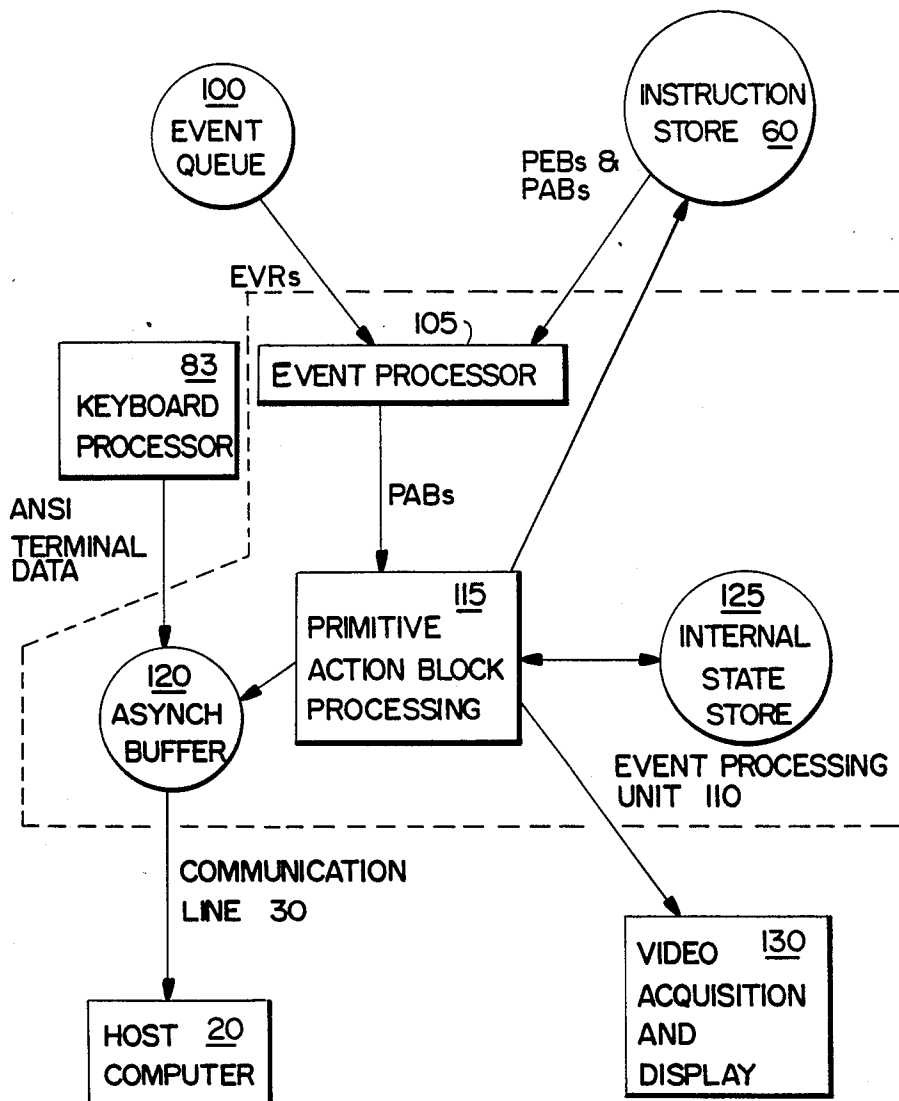 100
EVENT
QUEUE
INSTRUCTION
STORE 60
PEBs &
PABs
EVRs
105
EVENT PROCESSOR
83
KEYBOARD
PROCESSOR
PABs
ANSI
TERMINAL
DATA
115
PRIMITIVE
ACTION BLOCK
PROCESSING
125
INTERNAL
STATE
STORE
120
ASYNCH
BUFFER
EVENT PROCESSING
UNIT 110
COMMUNICATION
LINE 30
HOST 20
COMPUTER
VIDEO 130
ACQUISITION
AND
DISPLAY